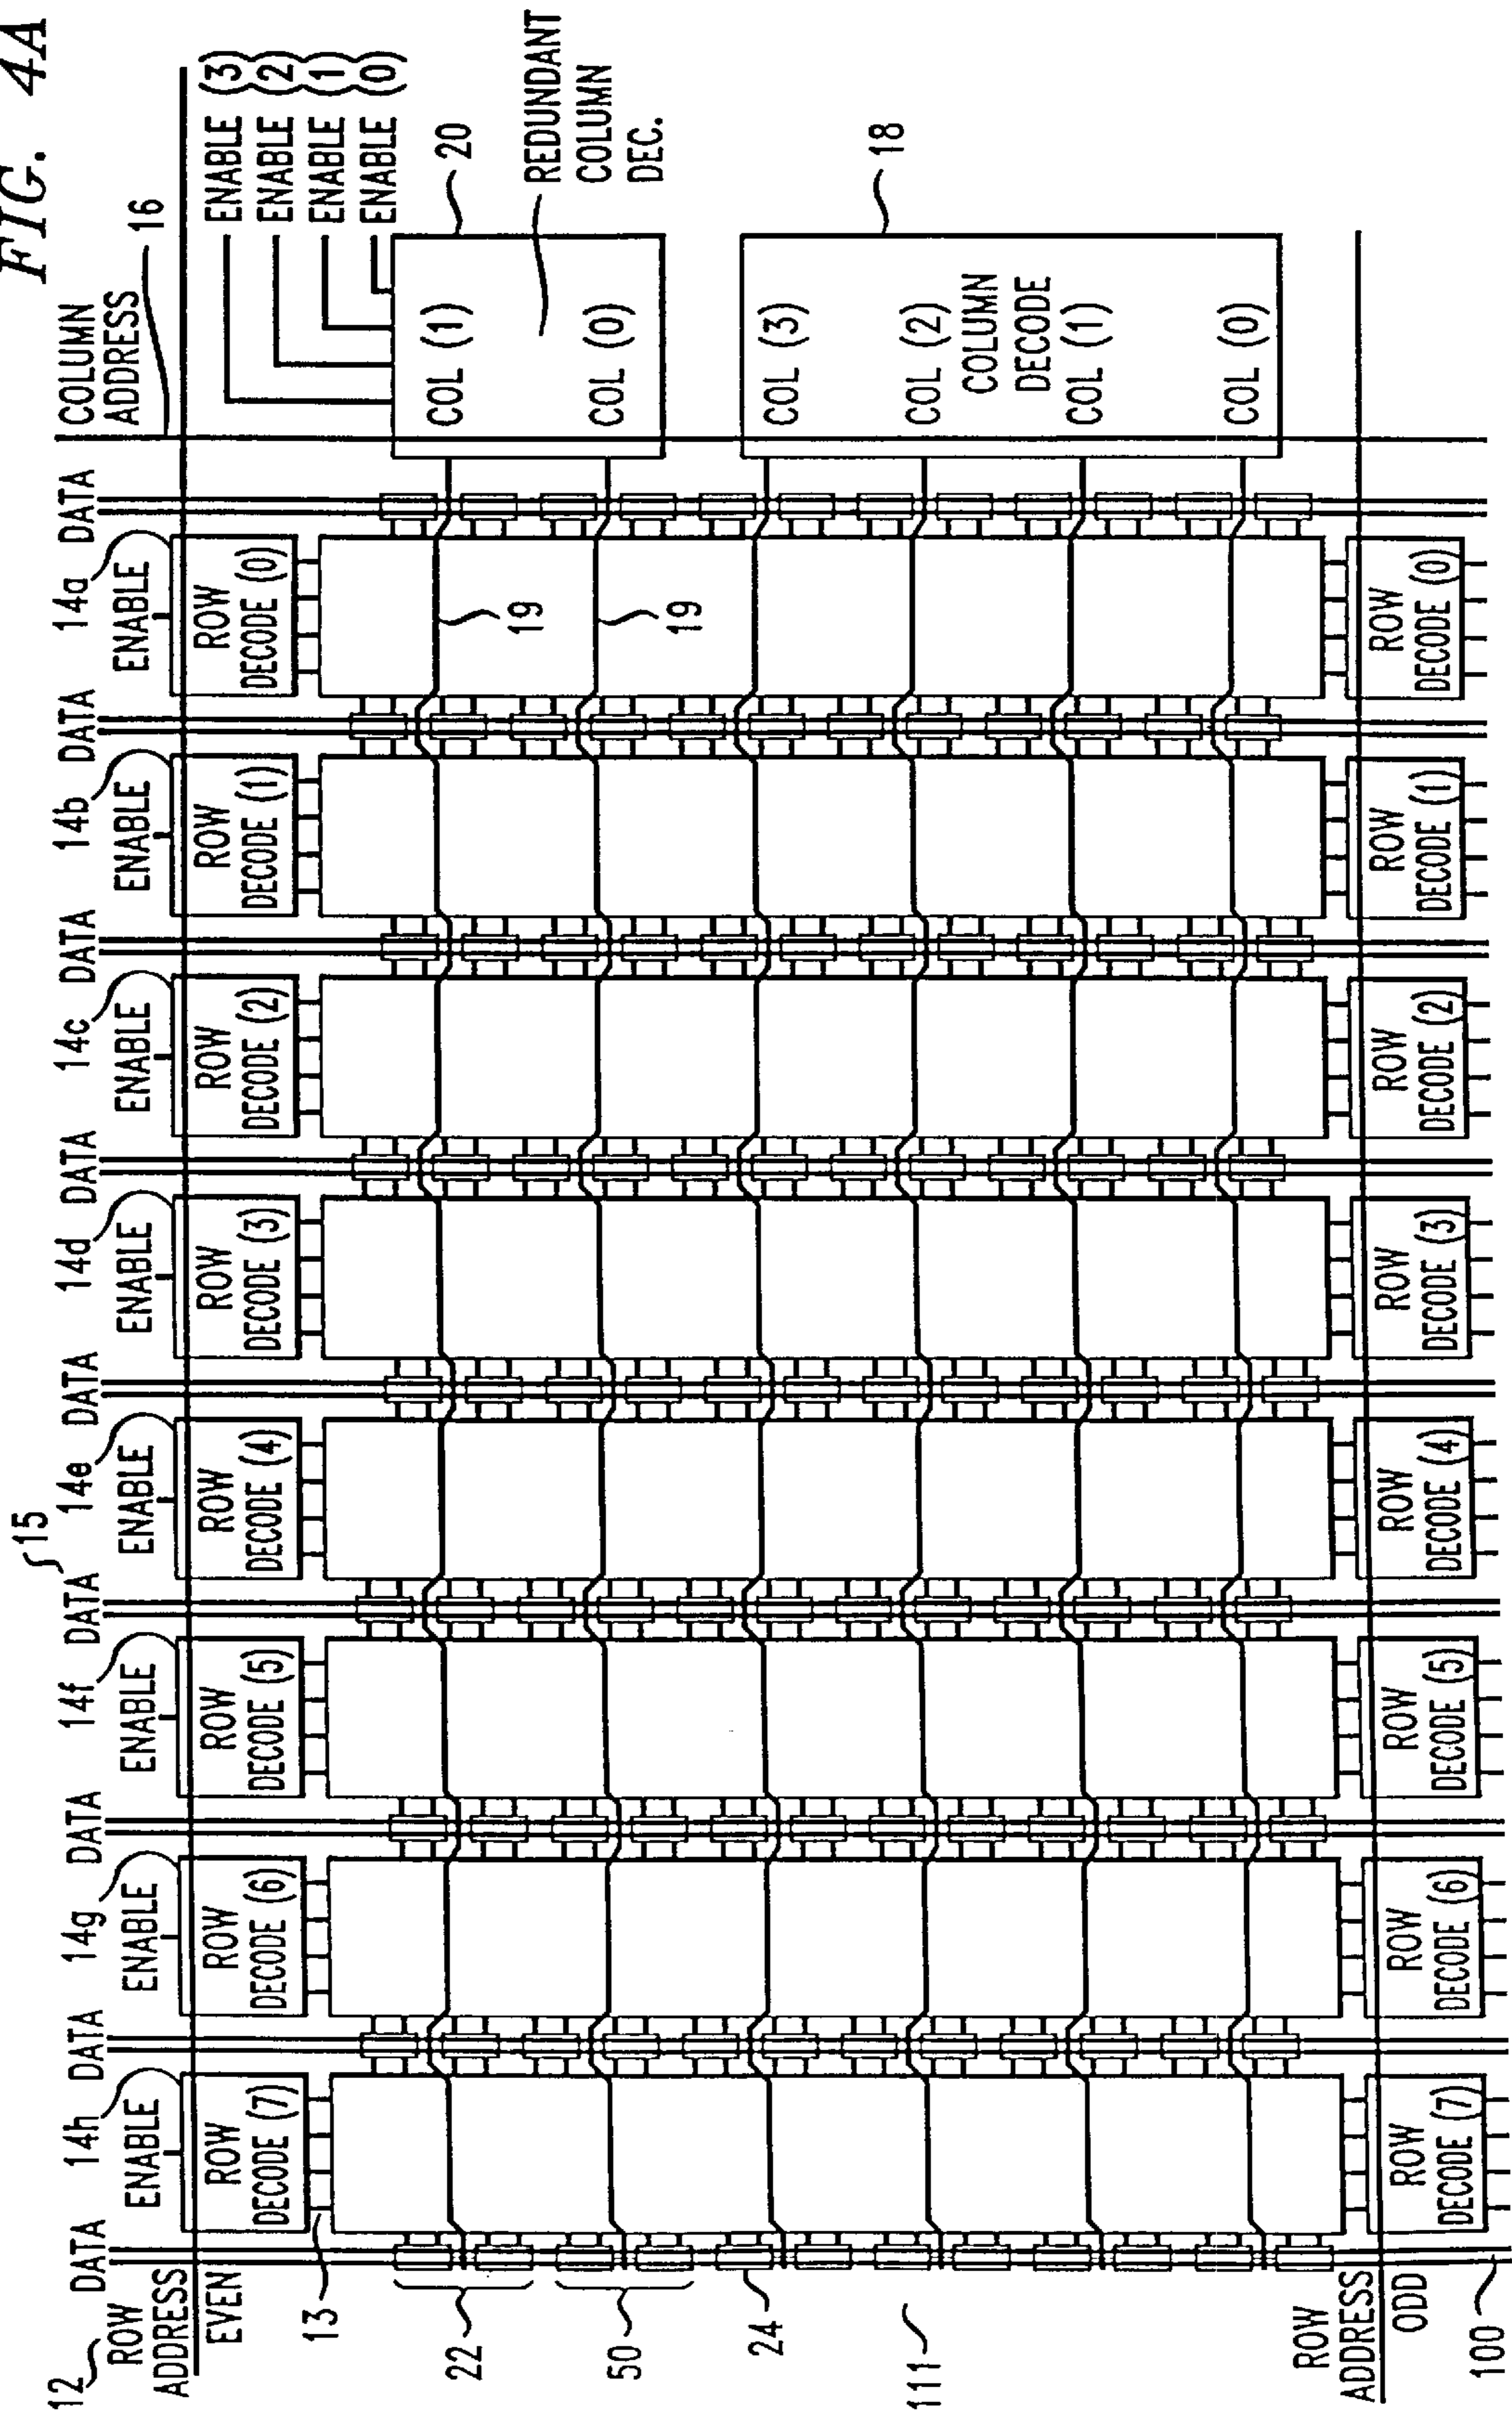 FIG. 4A
12
ROW
ADDRESS
EVEN
DATA
14h
ENABLE
ROW
DECODE (7)
DATA
14g
ENABLE
ROW
DECODE (6)
DATA
14f
ENABLE
ROW
DECODE (5)
DATA
15
14e
ENABLE
ROW
DECODE (4)
DATA
14d
ENABLE
ROW
DECODE (3)
DATA
14c
ENABLE
ROW
DECODE (2)
DATA
14b
ENABLE
ROW
DECODE (1)
DATA
14a
ENABLE
ROW
DECODE (0)
DATA
COLUMN
ADDRESS
16
ENABLE (3)
ENABLE (2)
ENABLE (1)
ENABLE (0)
13
22
50
24
111
19
19
COL (1)
COL (0)
20
REDUNDANT
COLUMN
DEC.
COL (3)
COL (2)
COLUMN
DECODE
COL (1)
COL (0)
18
ROW
ADDRESS
ODD
100
ROW
DECODE (7)
ROW
DECODE (6)
ROW
DECODE (5)
ROW
DECODE (4)
ROW
DECODE (3)
ROW
DECODE (2)
ROW
DECODE (1)
ROW
DECODE (0)